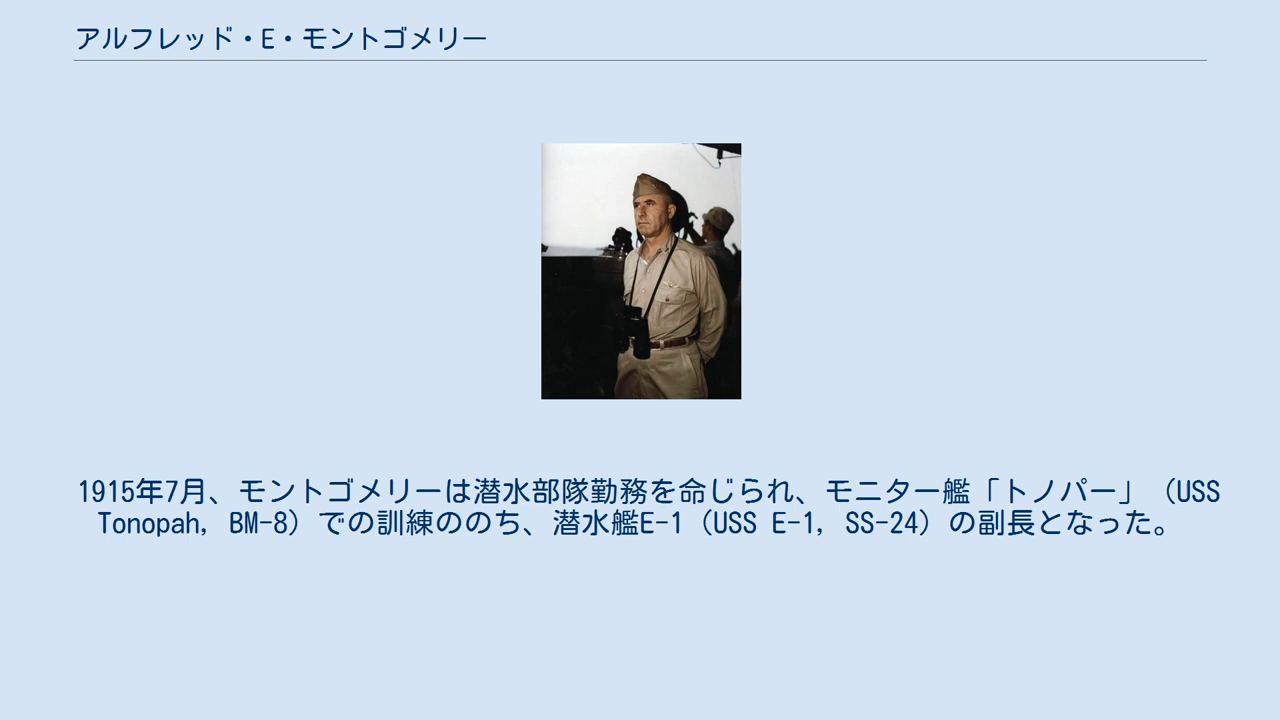 アルフレッド・E・モントゴメリー
1915年7月、モントゴメリーは潜水部隊勤務を命じられ、モニター艦「トノパー」（USS
Tonopah, BM-8）での訓練ののち、潜水艦E-1（USS E-1, SS-24）の副長となった。